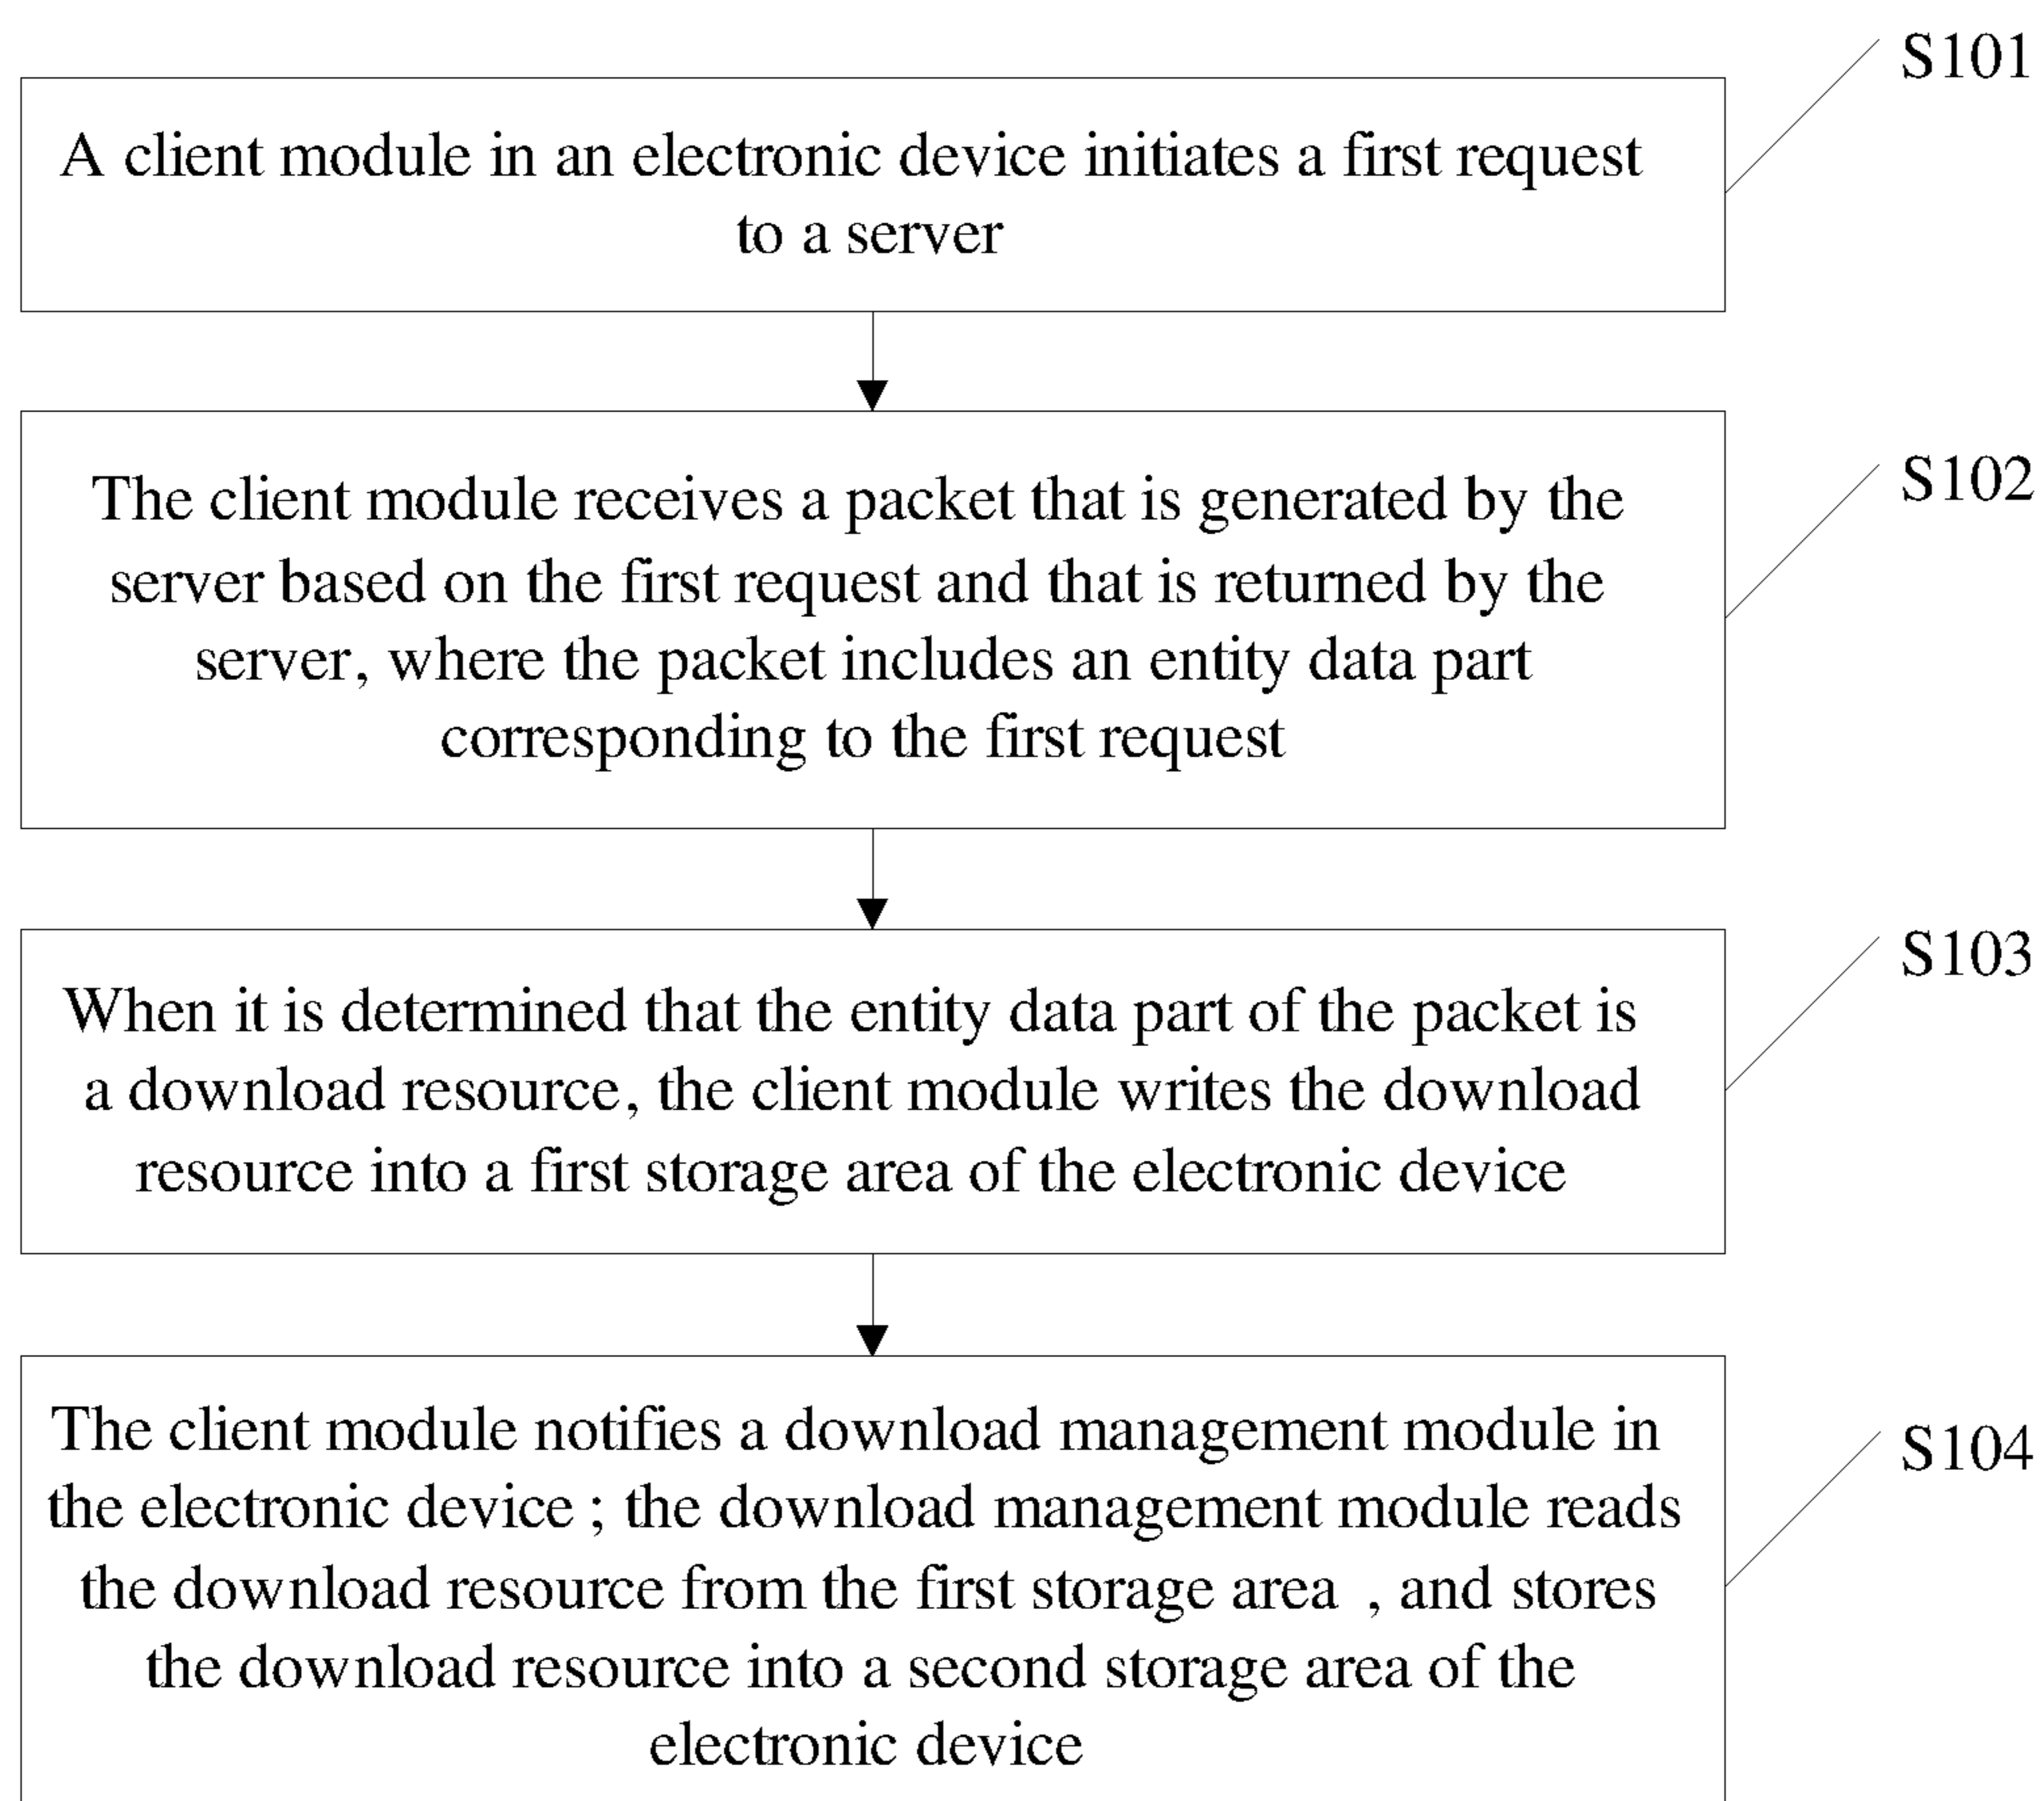 S101
A client module in an electronic device initiates a first request
to a server
S102
The client module receives a packet that is generated by the
server based on the first request and that is returned by the
server, where the packet includes an entity data part
corresponding to the first request
S103
When it is determined that the entity data part of the packet is
a download resource, the client module writes the download
resource into a first storage area of the electronic device
S104
The client module notifies a download management module in
the electronic device ; the download management module reads
the download resource from the first storage area , and stores
the download resource into a second storage area of the
electronic device